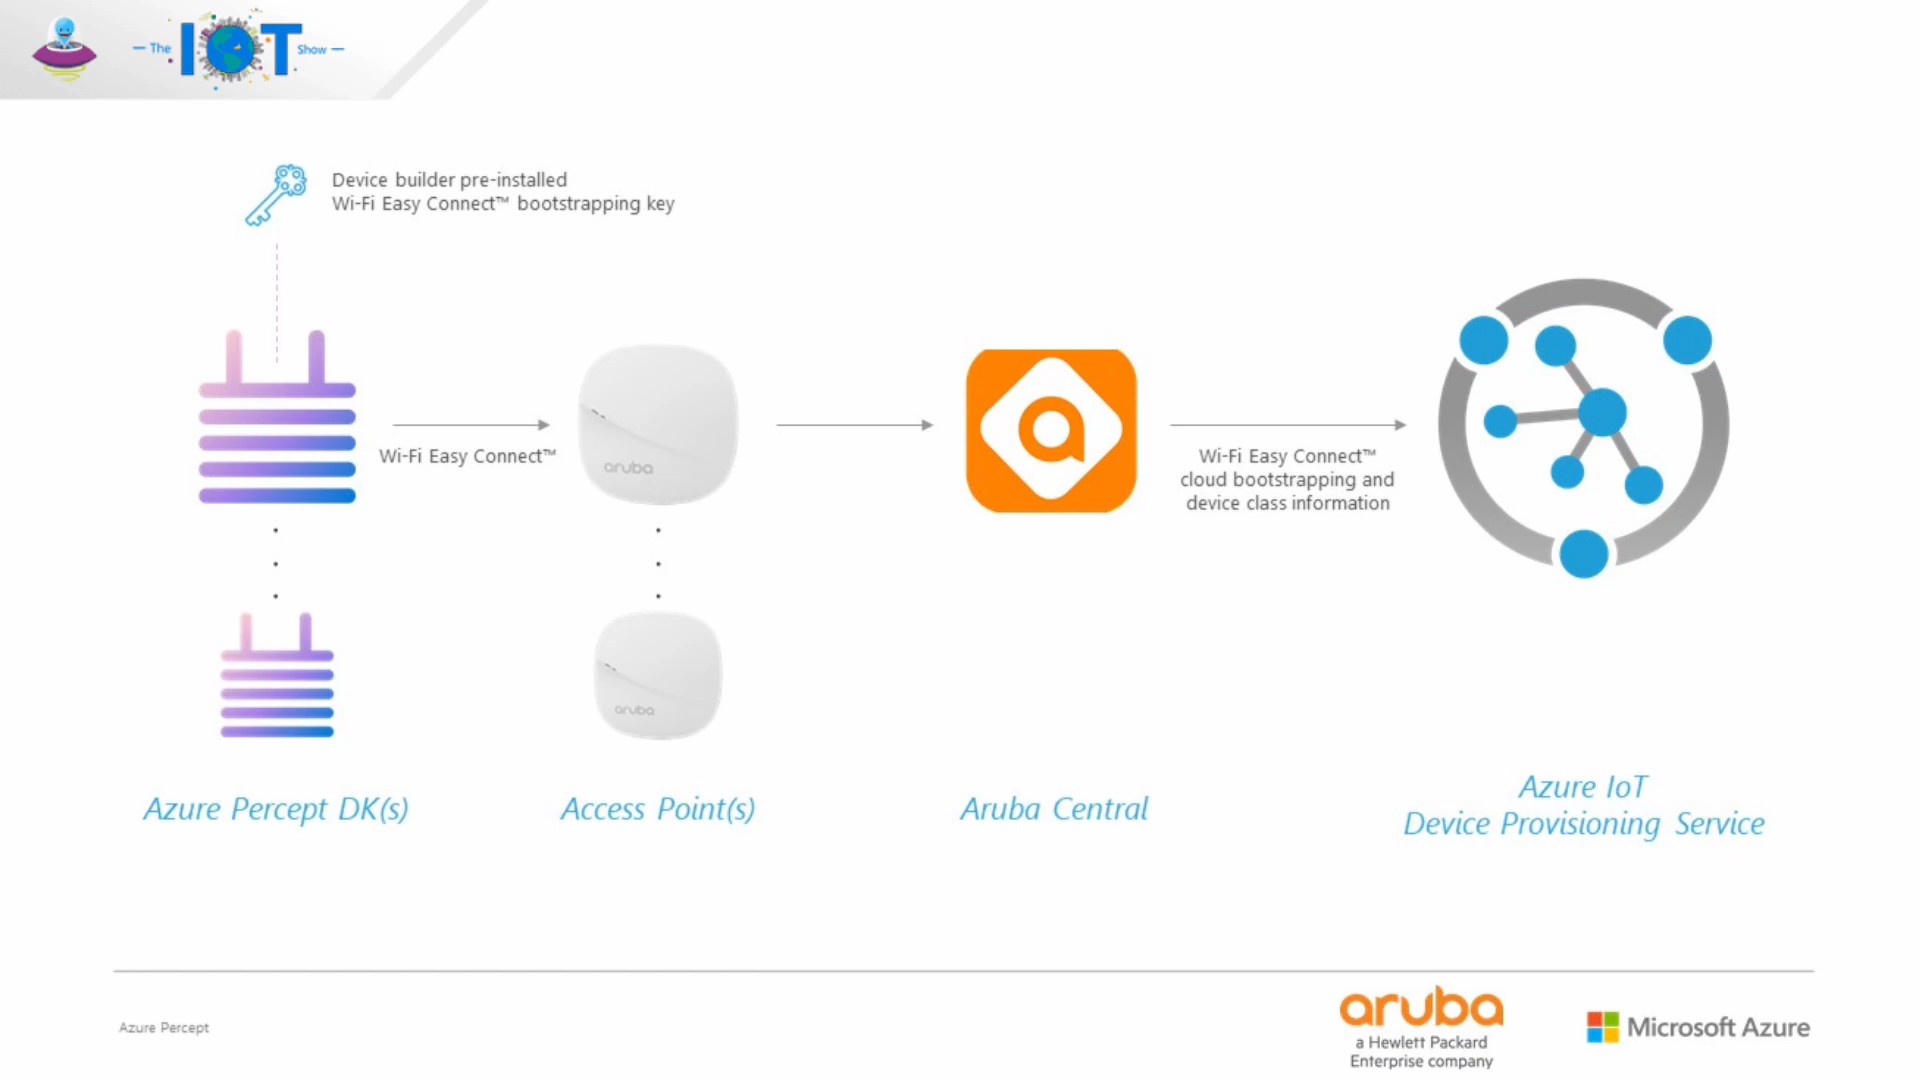 The IOT Show
Device builder pre-installed
Wi-Fi Easy Connect™ bootstrapping key
Wi-Fi Easy Connect™
Wi-Fi Easy Connect™
cloud bootstrapping and
device class information
aruba
aruba
Azure Percept DK(s)
Access Point(s)
Aruba Central
Azure IoT
Device Provisioning Service
Azure Percept
aruba
a Hewlett Packard
Enterprise company
Microsoft Azure